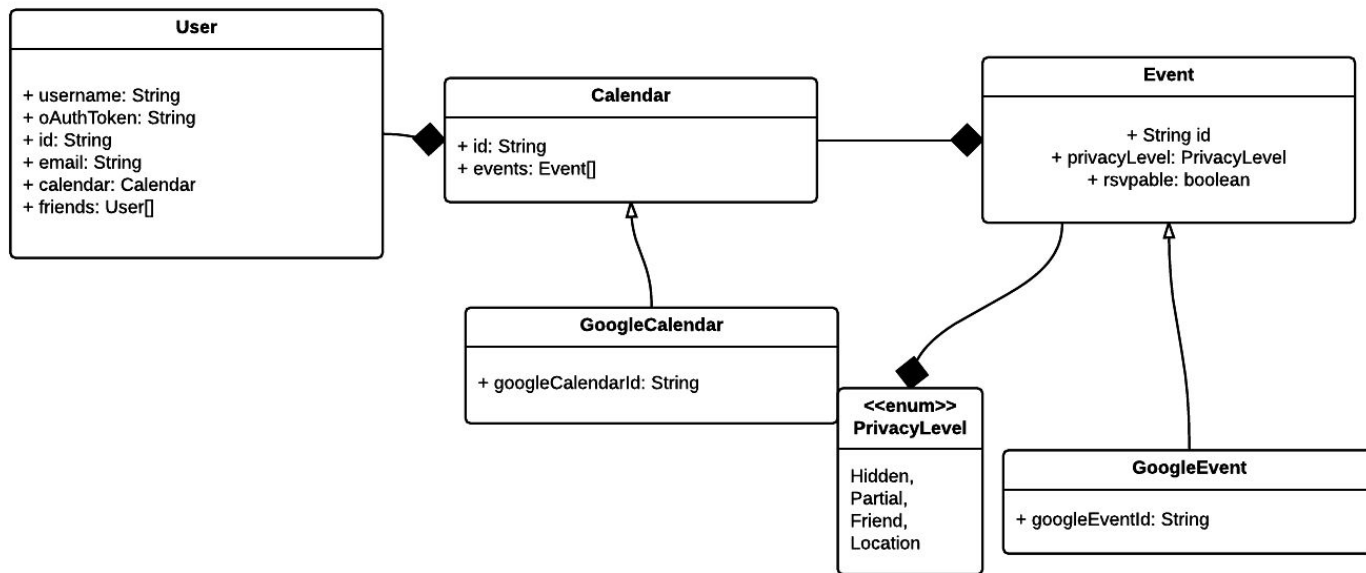 User
+ username: String
+ oAuthToken: String
+ id: String
+ email: String
+ calendar: Calendar
+ friends: User[]
Calendar
+ id: String
+ events: Event[]
Event
+ String id
+ privacyLevel: PrivacyLevel
+ rsvpable: boolean
GoogleCalendar
+ googleCalendarId: String
<<enum>>
PrivacyLevel
Hidden,
Partial,
Friend,
Location
GoogleEvent
+ googleEventId: String